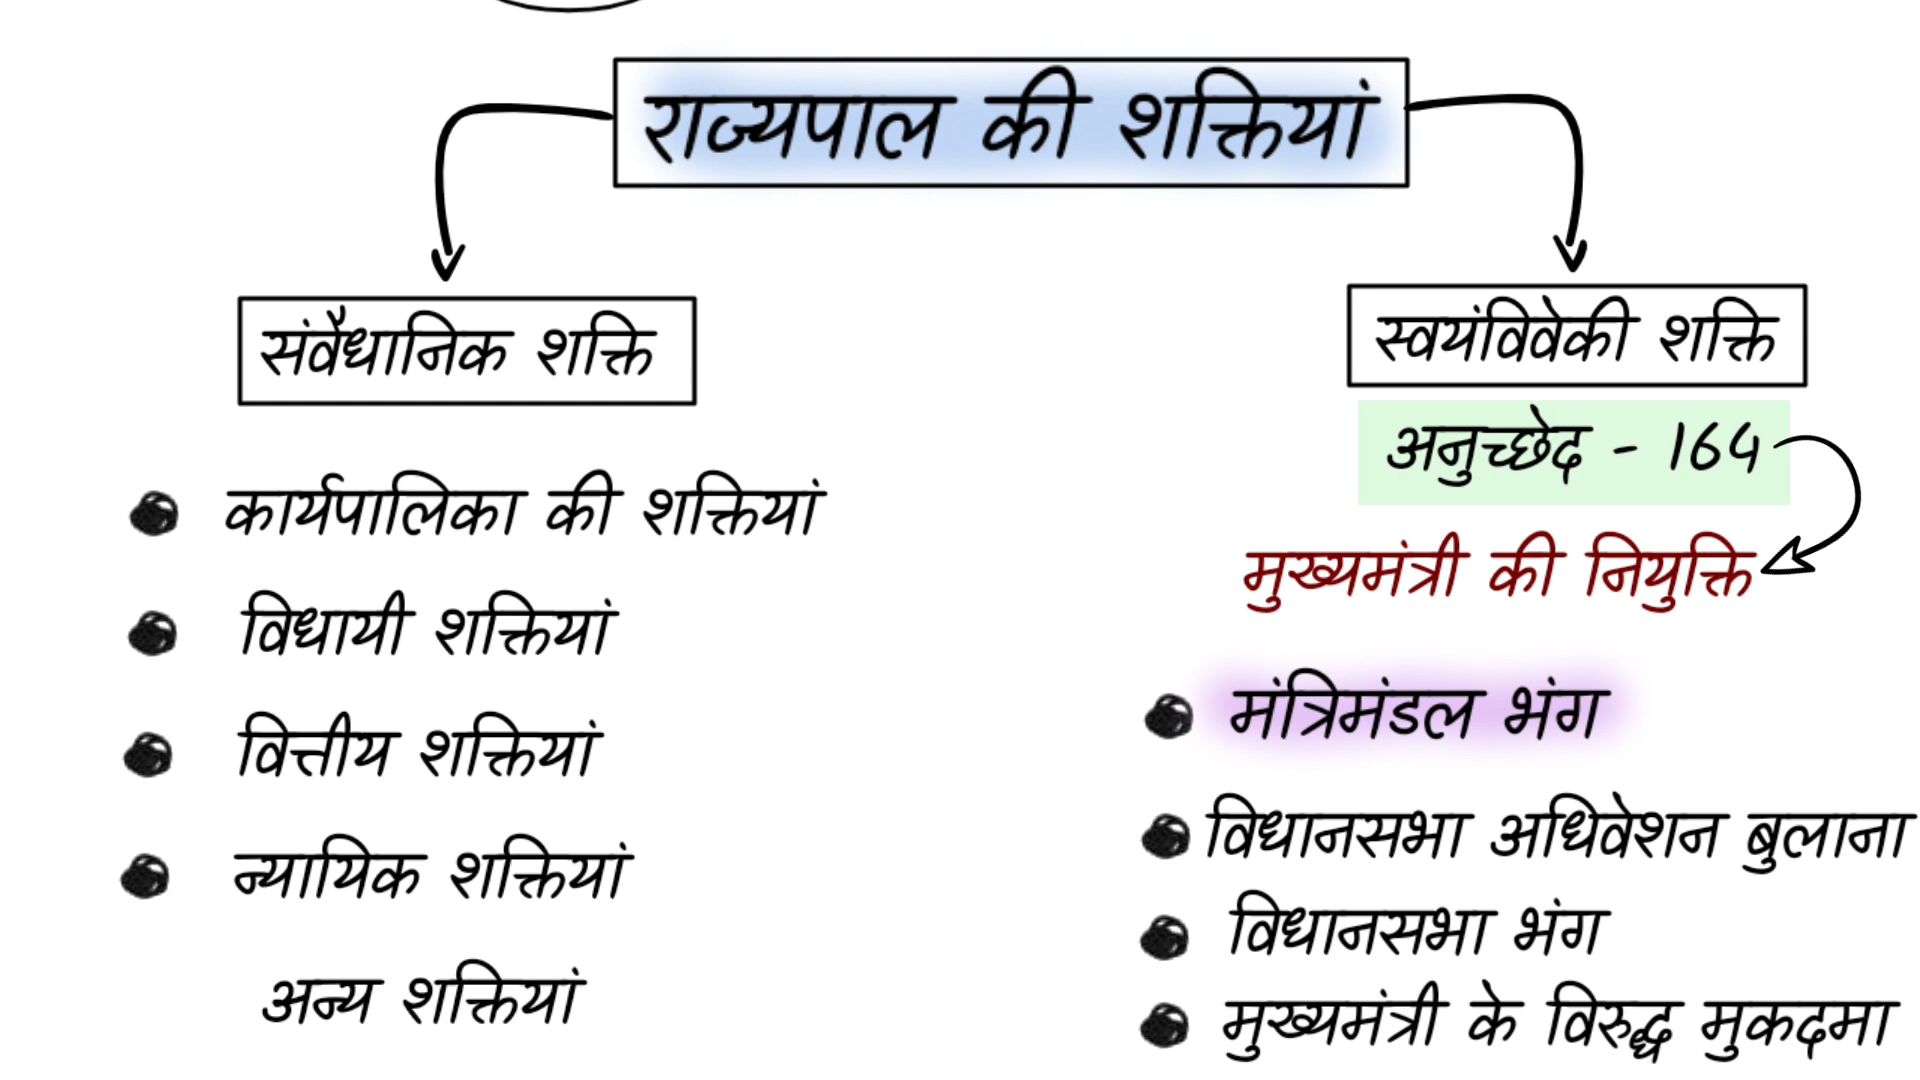 राज्यपाल की शक्तियां
संवैधानिक शक्ति
कार्यपालिका की शक्तियां
विधायी शक्तियां
वित्तीय शक्तियां
न्यायिक शक्तियां
अन्य शक्तियां
स्वयंविवेकी शक्ति
अनुच्छेद - 164
मुख्यमंत्री की नियुक्ति
मंत्रिमंडल भंग
विधानसभा अधिवेशन बुलाना
विधानसभा भंग
मुख्यमंत्री के विरुद्ध मुकदमा